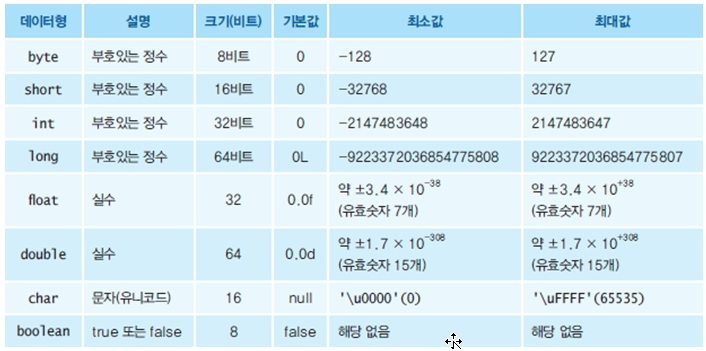 데이터형 설명 크기(비트) 기본값 최소값 최대값
byte 부호있는 정수 8비트 0 -128 127
short 부호있는 정수 16비트 0 -32768 32767
int 부호있는 정수 32비트 0 -2147483648 2147483647
long 부호있는 정수 64비트 0L -9223372036854775808 9223372036854775807
float 실수 32 0.0f 약 ±3.4 × 10⁻³⁸ (유효숫자 7개) 약 ±3.4 × 10⁺³⁸ (유효숫자 7개)
double 실수 64 0.0d 약 ±1.7 × 10⁻³⁰⁸ (유효숫자 15개) 약 ±1.7 × 10⁺³⁰⁸ (유효숫자 15개)
char 문자(유니코드) 16 null '\u0000'(0) '\uFFFF'(65535)
boolean true 또는 false 8 false 해당 없음 해당 없음